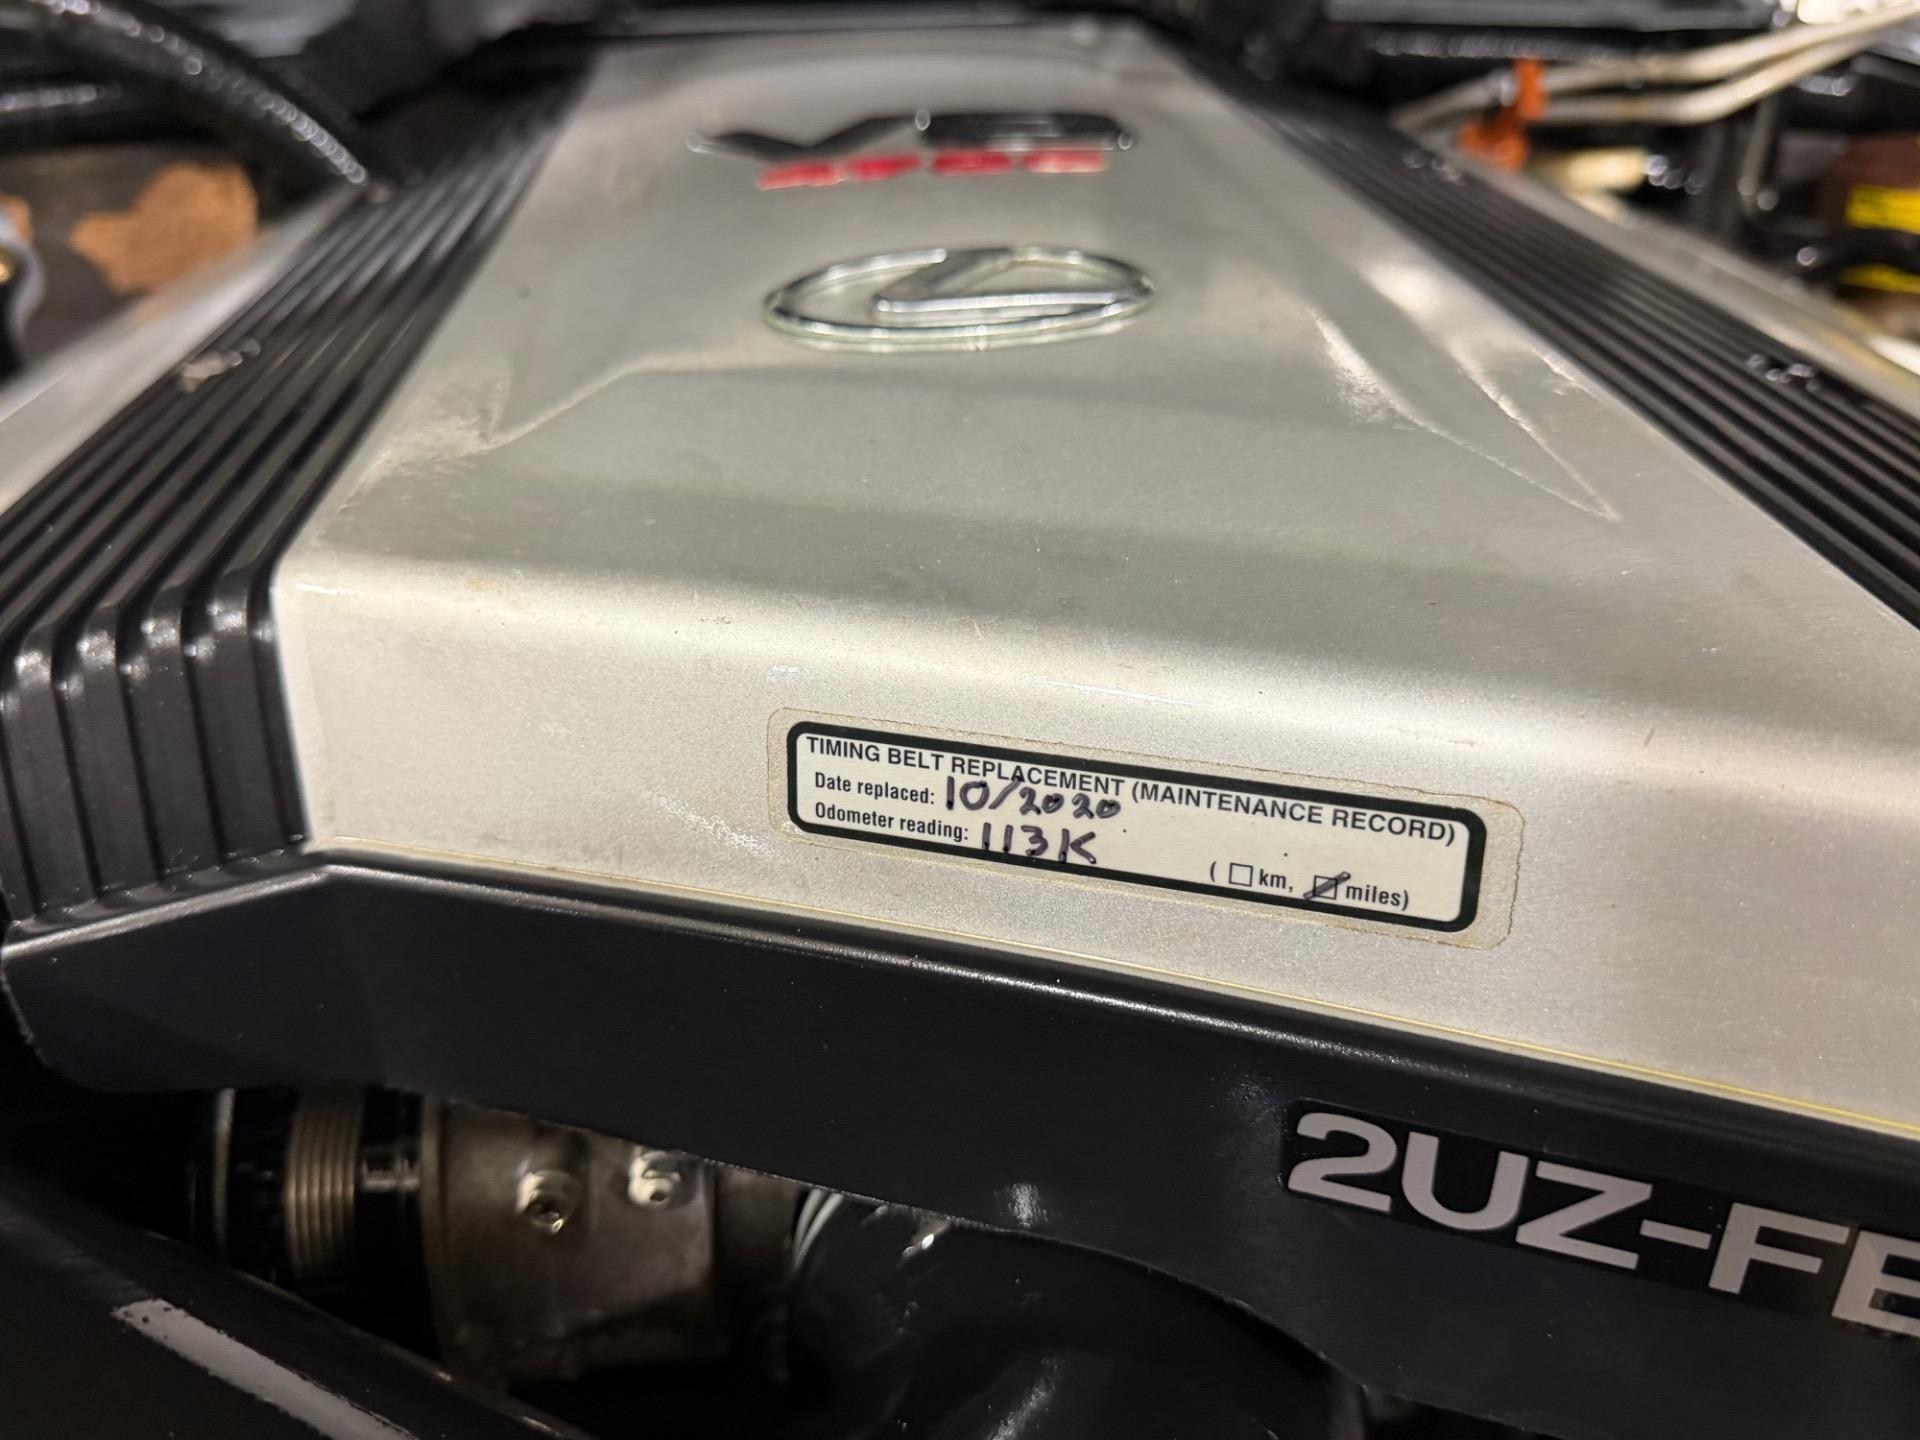 V8
TIMING BELT REPLACEMENT (MAINTENANCE RECORD)
Date replaced: 10/2020
Odometer reading: 113K
( □ km, ☑ miles)
2UZ-FE